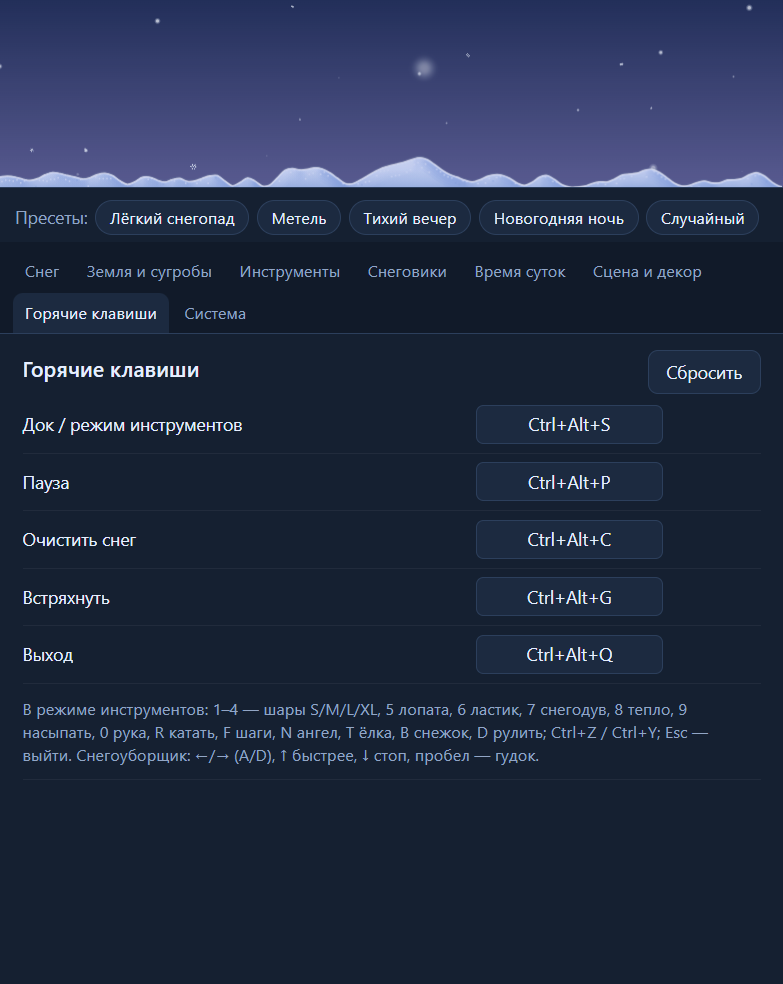 Пресеты: Лёгкий снегопад Метель Тихий вечер Новогодняя ночь Случайный
Снег Земля и сугробы Инструменты Снеговики Время суток Сцена и декор
Горячие клавиши Система
Горячие клавиши Сбросить
Док / режим инструментов Ctrl+Alt+S
Пауза Ctrl+Alt+P
Очистить снег Ctrl+Alt+C
Встряхнуть Ctrl+Alt+G
Выход Ctrl+Alt+Q
В режиме инструментов: 1–4 — шары S/M/L/XL, 5 лопата, 6 ластик, 7 снегодув, 8 тепло, 9
насыпать, 0 рука, R катать, F шаги, N ангел, T ёлка, B снежок, D рулить; Ctrl+Z / Ctrl+Y; Esc —
выйти. Снегоуборщик: ←/→ (A/D), ↑ быстрее, ↓ стоп, пробел — гудок.